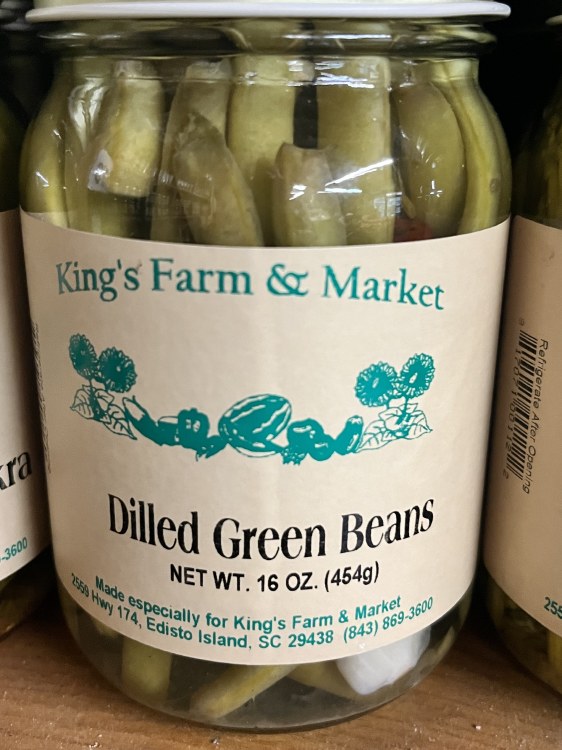 King's Farm & Market
Dilled Green Beans
NET WT. 16 OZ. (454g)
Made especially for King's Farm & Market
2559 Hwy 174, Edisto Island, SC 29438 (843) 869-3600
kra
-3600
Refrigerate After Opening
255